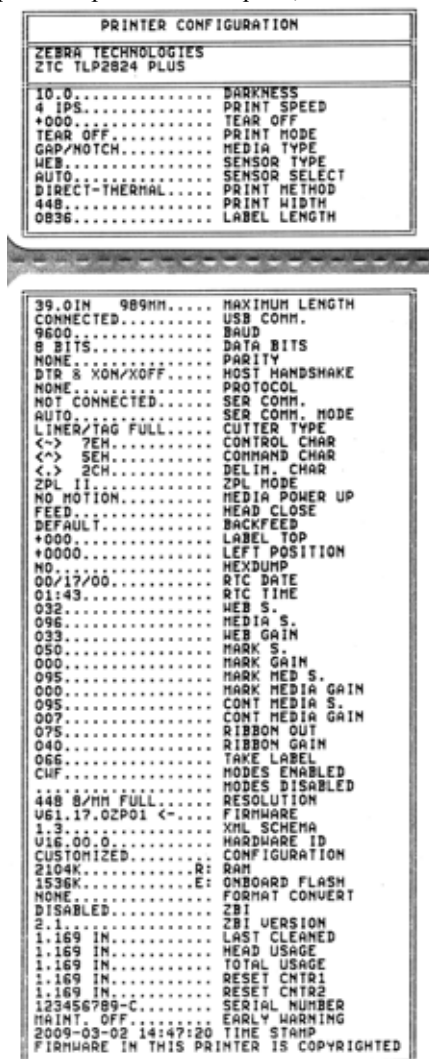 PRINTER CONFIGURATION
ZEBRA TECHNOLOGIES
ZTC TLP2824 PLUS
10.0............... DARKNESS
4 IPS.............. PRINT SPEED
+000............... TEAR OFF
TEAR OFF........... PRINT MODE
GAP/NOTCH.......... MEDIA TYPE
WEB................ SENSOR TYPE
AUTO............... SENSOR SELECT
DIRECT-THERMAL..... PRINT METHOD
448................ PRINT WIDTH
0836............... LABEL LENGTH
39.0IN   989MM..... MAXIMUM LENGTH
CONNECTED.......... USB COMM.
9600............... BAUD
8 BITS............. DATA BITS
NONE............... PARITY
DTR & XON/XOFF..... HOST HANDSHAKE
NONE............... PROTOCOL
NOT CONNECTED...... SER COMM.
AUTO............... SER COMM. MODE
LINER/TAG FULL..... CUTTER TYPE
<~>  7EH........... CONTROL CHAR
<^>  5EH........... COMMAND CHAR
<,>  2CH........... DELIM. CHAR
ZPL II............. ZPL MODE
NO MOTION.......... MEDIA POWER UP
FEED............... HEAD CLOSE
DEFAULT............ BACKFEED
+000............... LABEL TOP
+0000.............. LEFT POSITION
NO................. HEXDUMP
00/17/00........... RTC DATE
01:43.............. RTC TIME
032................ WEB S.
096................ MEDIA S.
033................ WEB GAIN
050................ MARK S.
000................ MARK GAIN
095................ MARK MED S.
000................ MARK MEDIA GAIN
095................ CONT MEDIA S.
007................ CONT MEDIA GAIN
075................ RIBBON OUT
040................ RIBBON GAIN
066................ TAKE LABEL
CWF................ MODES ENABLED
................... MODES DISABLED
448 8/MM FULL...... RESOLUTION
V61.17.0ZP01 <-.... FIRMWARE
1.3................ XML SCHEMA
V16.00.0........... HARDWARE ID
CUSTOMIZED......... CONFIGURATION
2104K............R: RAM
1536K............E: ONBOARD FLASH
NONE............... FORMAT CONVERT
DISABLED........... ZBI
2.1................ ZBI VERSION
1.169 IN........... LAST CLEANED
1.169 IN........... HEAD USAGE
1.169 IN........... TOTAL USAGE
1.169 IN........... RESET CNTR1
1.169 IN........... RESET CNTR2
123456789-C........ SERIAL NUMBER
MAINT. OFF......... EARLY WARNING
2009-03-02 14:47:20 TIME STAMP
FIRMWARE IN THIS PRINTER IS COPYRIGHTED